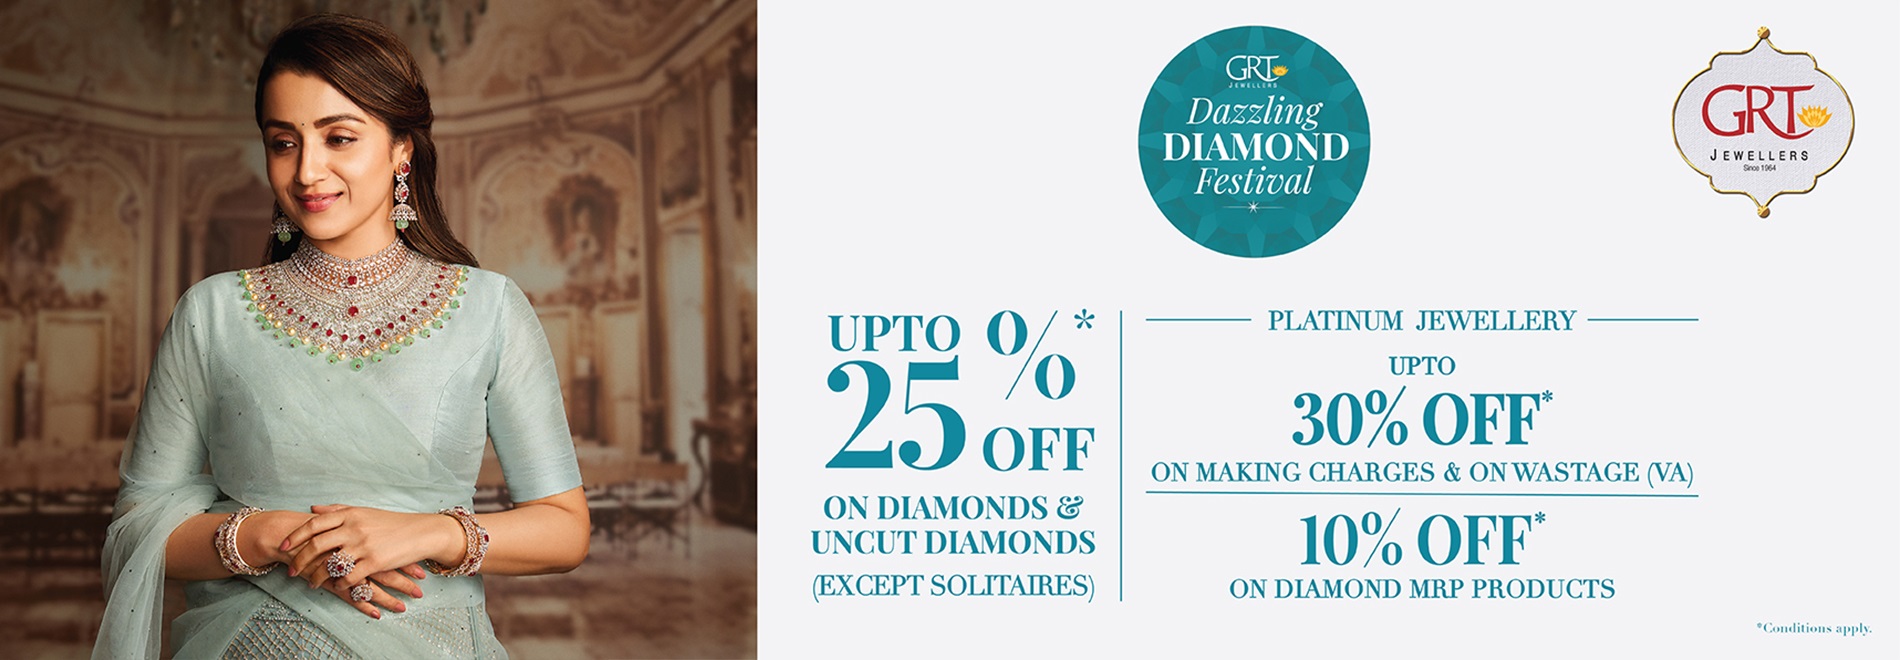 GRT
JEWELLERS
Dazzling
DIAMOND
Festival
GRT
JEWELLERS
Since 1964
UPTO
25%*
OFF
ON DIAMONDS &
UNCUT DIAMONDS
(EXCEPT SOLITAIRES)
PLATINUM JEWELLERY
UPTO
30% OFF*
ON MAKING CHARGES & ON WASTAGE (VA)
10% OFF*
ON DIAMOND MRP PRODUCTS
*Conditions apply.